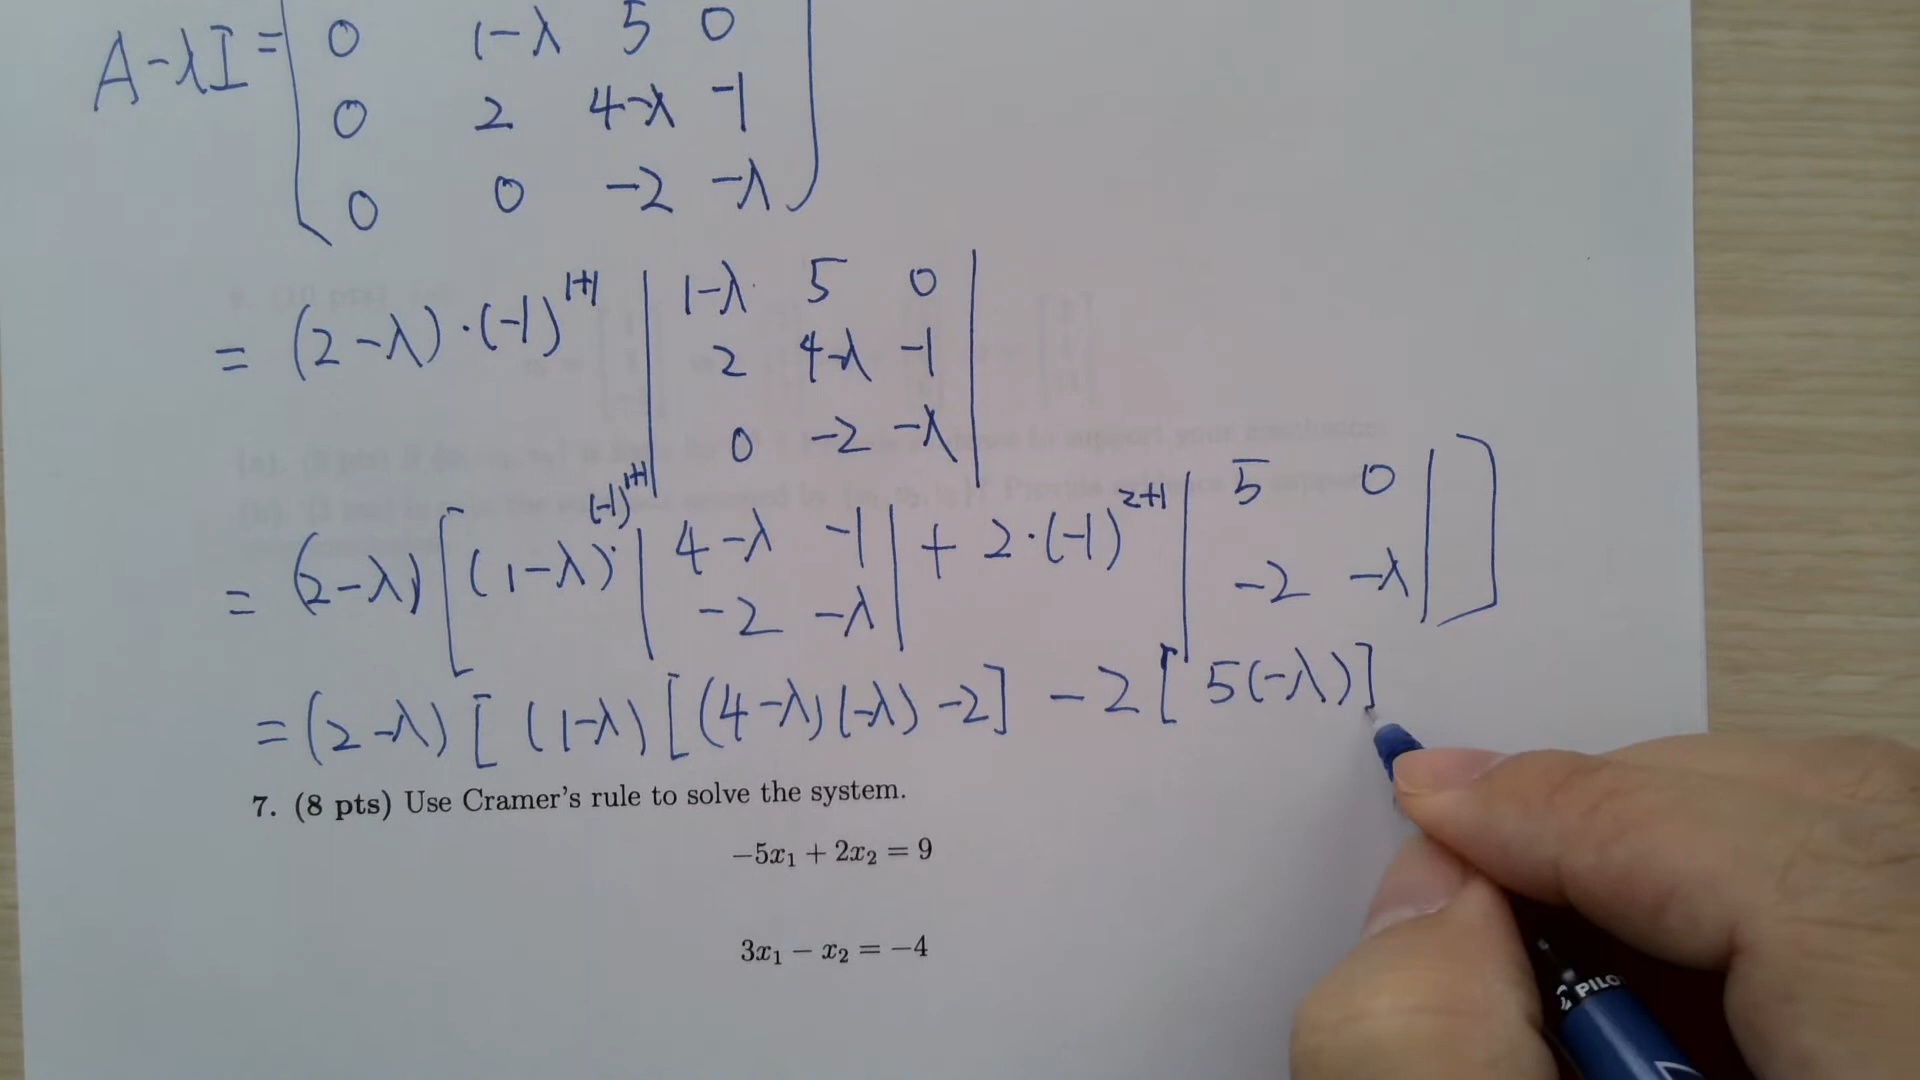 A-λI = 0 1-λ 5 0
0 2 4-λ -1
0 0 -2 -λ
= (2-λ)·(-1)^{1+1} | 1-λ 5 0
2 4-λ -1
0 -2 -λ |
= (2-λ) [ (1-λ)·(-1)^{1+1} | 4-λ -1 | + 2·(-1)^{2+1} | 5 0 | ]
-2 -λ -2 -λ
= (2-λ) [ (1-λ) [(4-λ)(-λ) -2] -2 [ 5(-λ)]
7. (8 pts) Use Cramer's rule to solve the system.
-5x₁ + 2x₂ = 9
3x₁ − x₂ = −4
PILO